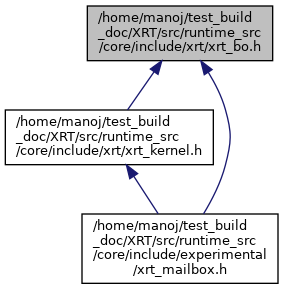 /home/manoj/test_build
_doc/XRT/src/runtime_src
/core/include/xrt/xrt_bo.h
/home/manoj/test_build
_doc/XRT/src/runtime_src
/core/include/xrt/xrt_kernel.h
/home/manoj/test_build
_doc/XRT/src/runtime_src
/core/include/experimental
/xrt_mailbox.h